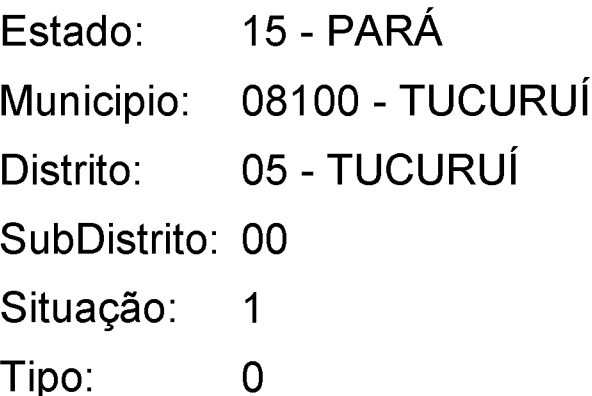 Estado: 15 - PARÁ
Municipio: 08100 - TUCURUÍ
Distrito: 05 - TUCURUÍ
SubDistrito: 00
Situação: 1
Tipo: 0